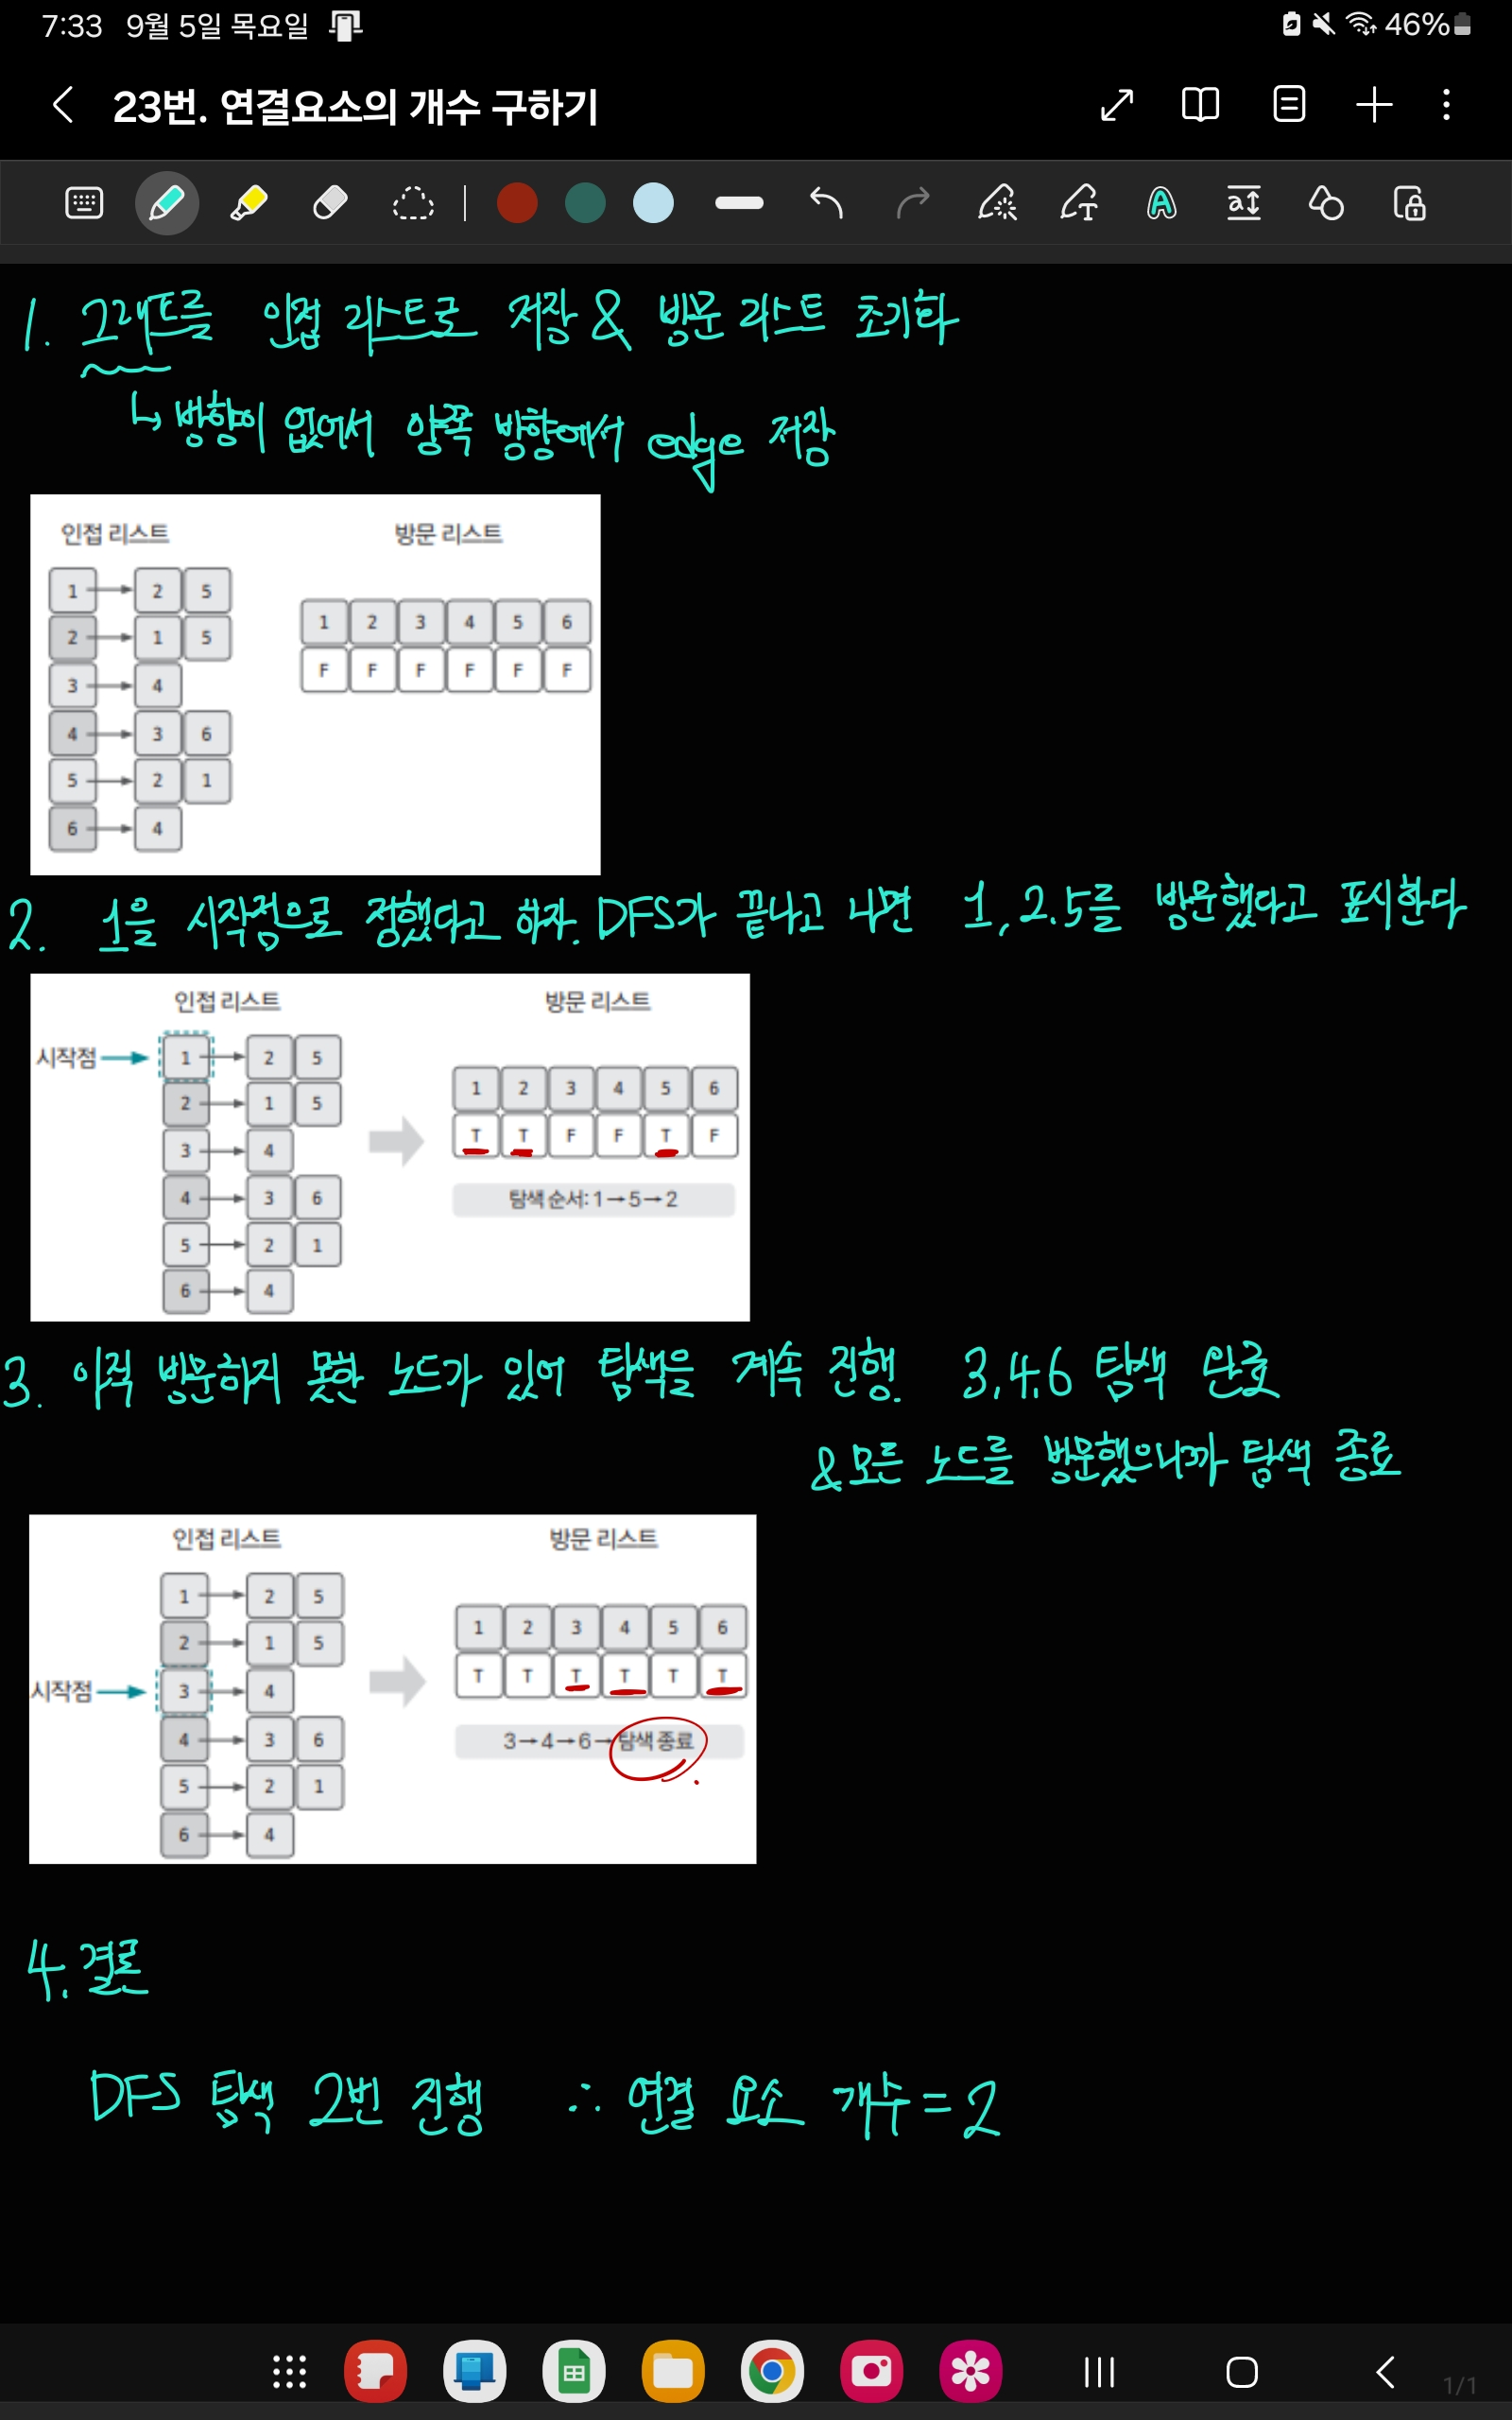 7:33 9월 5일 목요일
46%
23번. 연결요소의 개수 구하기
1. 그래프를 인접 리스트로 저장 & 방문 리스트 초기화
↳ 방향이 없어서 양쪽 방향에서 edge 저장
인접 리스트 방문 리스트
1 → 2 5
1 2 3 4 5 6
2 → 1 5
F F F F F F
3 → 4
4 → 3 6
5 → 2 1
6 → 4
2. 1을 시작점으로 정했다고 하자. DFS가 끝나고 나면 1, 2. 5를 방문했다고 표시한다
인접 리스트 방문 리스트
시작점 → 1 → 2 5
1 2 3 4 5 6
2 → 1 5
T T F F T F
3 → 4
4 → 3 6
탐색 순서: 1→5→2
5 → 2 1
6 → 4
3. 아직 방문하지 못한 노드가 있어 탐색을 계속 진행. 3,4,6 탐색 완료
& 모든 노드를 방문했으니까 탐색 종료
인접 리스트 방문 리스트
1 → 2 5
1 2 3 4 5 6
2 → 1 5
T T T T T T
시작점 → 3 → 4
4 → 3 6
3→4→6→탐색 종료
5 → 2 1
6 → 4
4. 결론
DFS 탐색 2번 진행 ∴ 연결 요소 개수 = 2
1/1